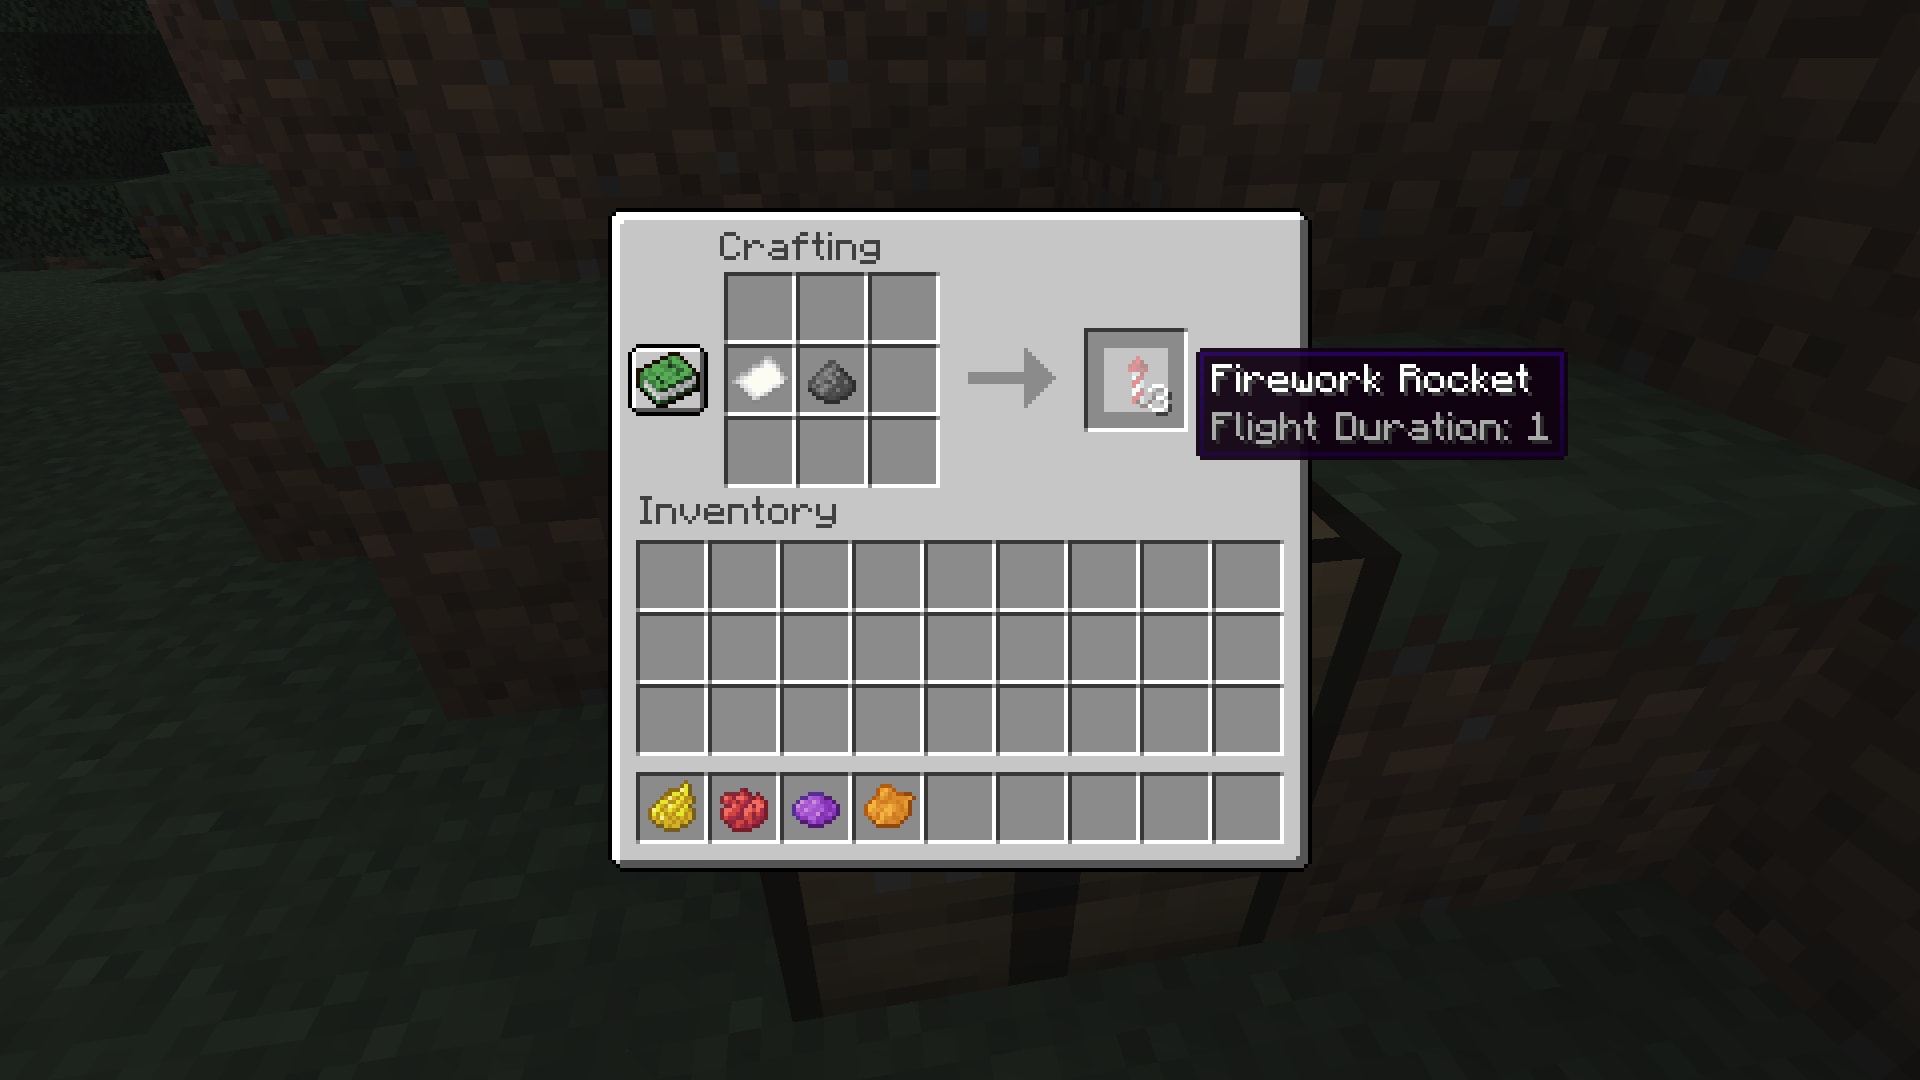 Crafting
3
Firework Rocket
Flight Duration: 1
Inventory